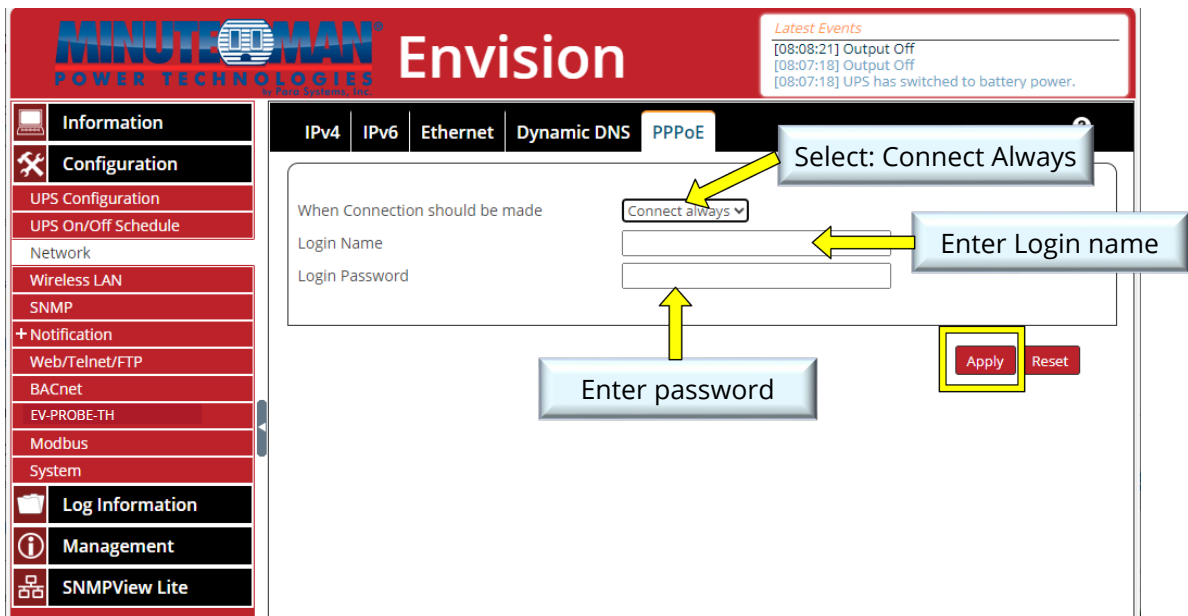 MINUTEMAN®
POWER TECHNOLOGIES
by Para Systems, Inc.
Envision
Latest Events
[08:08:21] Output Off
[08:07:18] Output Off
[08:07:18] UPS has switched to battery power.
Information
Configuration
UPS Configuration
UPS On/Off Schedule
Network
Wireless LAN
SNMP
+ Notification
Web/Telnet/FTP
BACnet
EV-PROBE-TH
Modbus
System
Log Information
Management
SNMPView Lite
IPv4 IPv6 Ethernet Dynamic DNS PPPoE
?
Select: Connect Always
When Connection should be made Connect always
Login Name
Enter Login name
Login Password
Enter password
Apply Reset